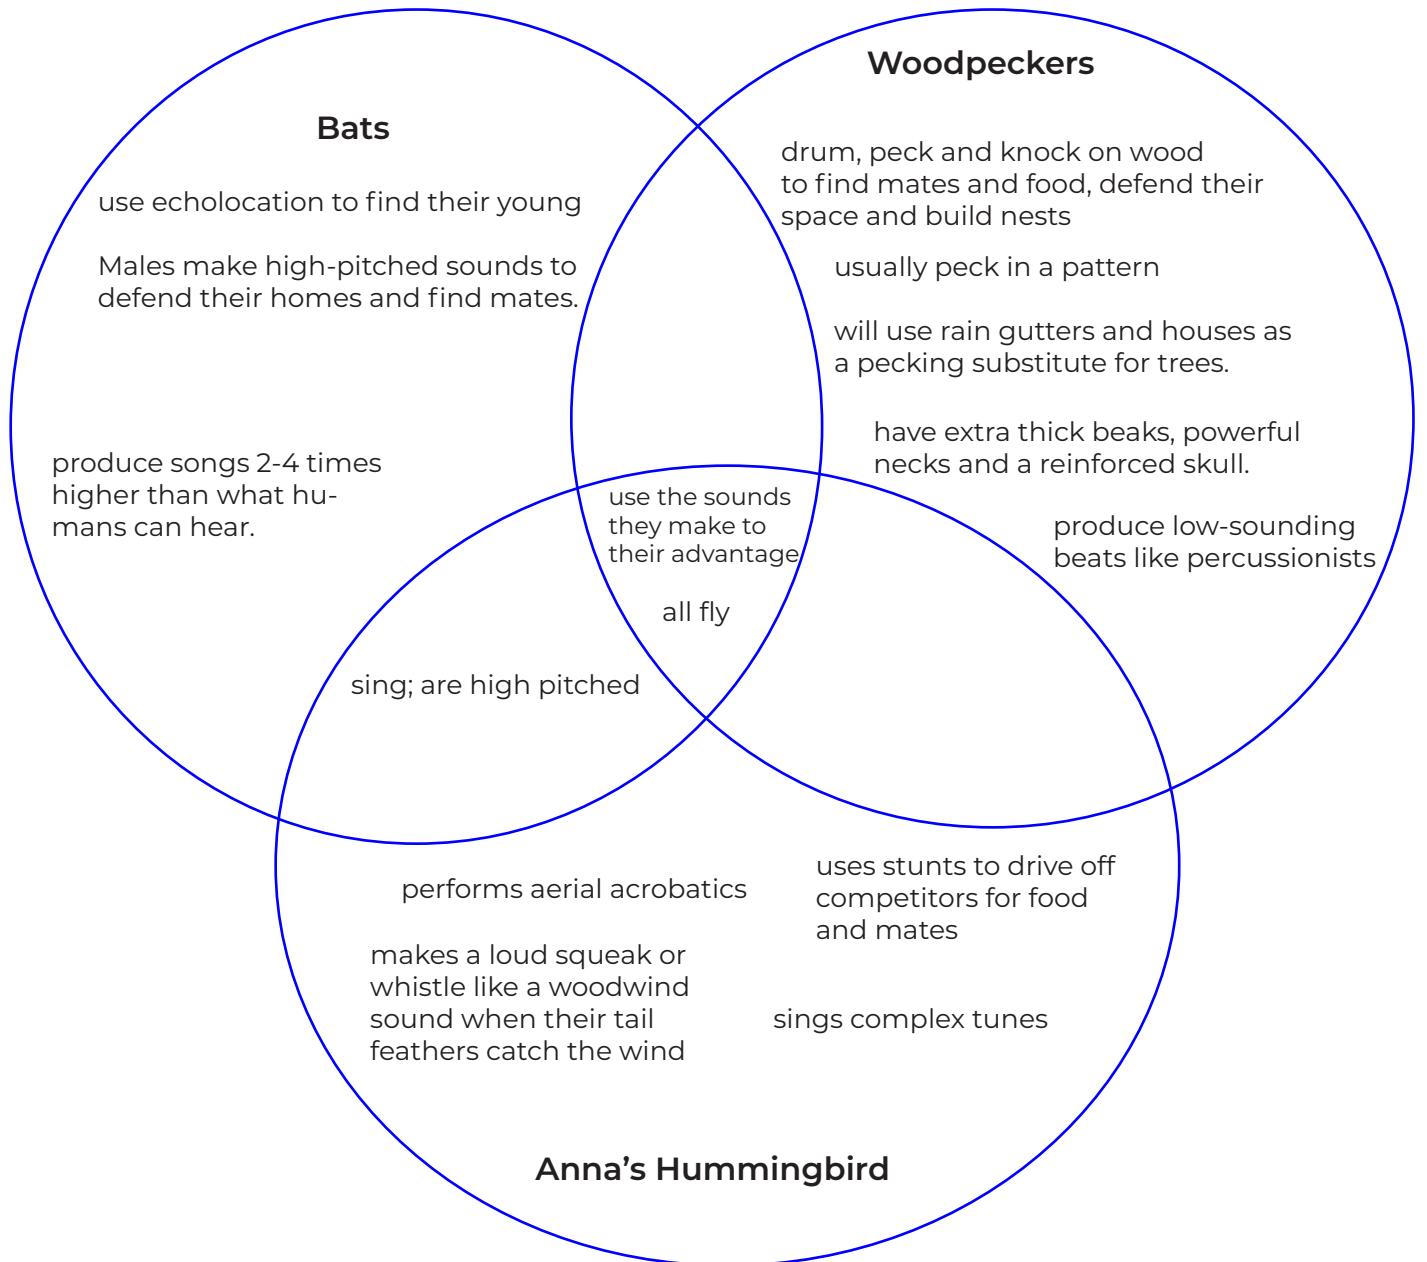 Bats
use echolocation to find their young
Males make high-pitched sounds to
defend their homes and find mates.
produce songs 2-4 times
higher than what hu-
mans can hear.
Woodpeckers
drum, peck and knock on wood
to find mates and food, defend their
space and build nests
usually peck in a pattern
will use rain gutters and houses as
a pecking substitute for trees.
have extra thick beaks, powerful
necks and a reinforced skull.
produce low-sounding
beats like percussionists
use the sounds
they make to
their advantage
all fly
sing; are high pitched
performs aerial acrobatics
makes a loud squeak or
whistle like a woodwind
sound when their tail
feathers catch the wind
uses stunts to drive off
competitors for food
and mates
sings complex tunes
Anna’s Hummingbird